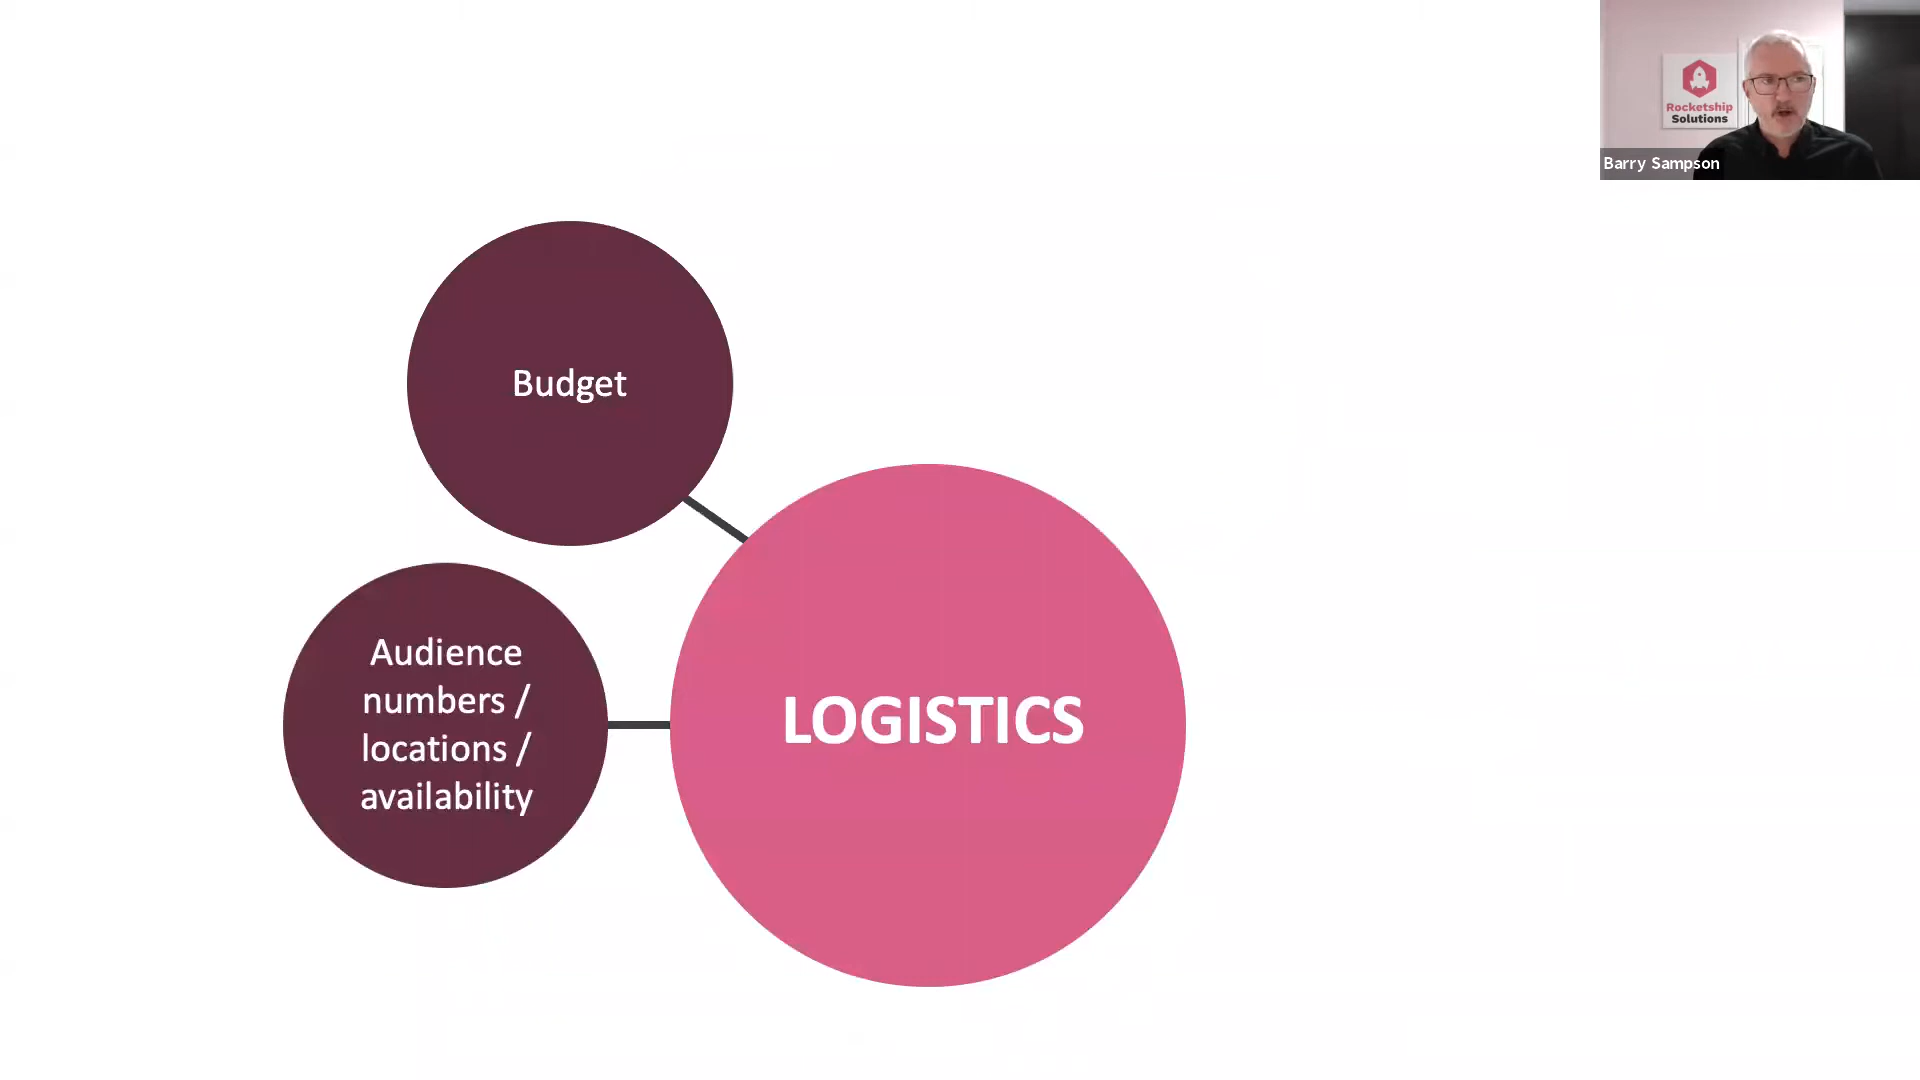 Rocketship
Solutions
Barry Sampson
Budget
Audience
numbers /
locations /
availability
LOGISTICS